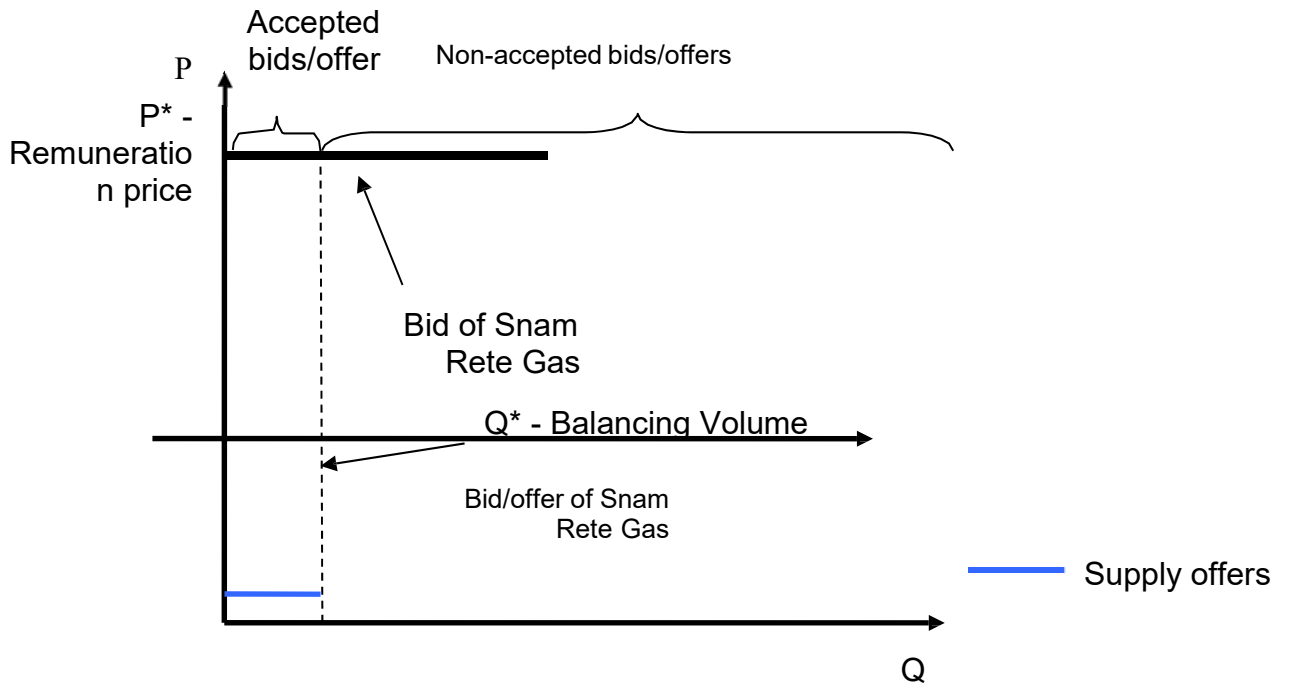 Accepted
bids/offer
Non-accepted bids/offers
P
P* -
Remuneratio
n price
Bid of Snam
Rete Gas
Q* - Balancing Volume
Bid/offer of Snam
Rete Gas
Supply offers
Q